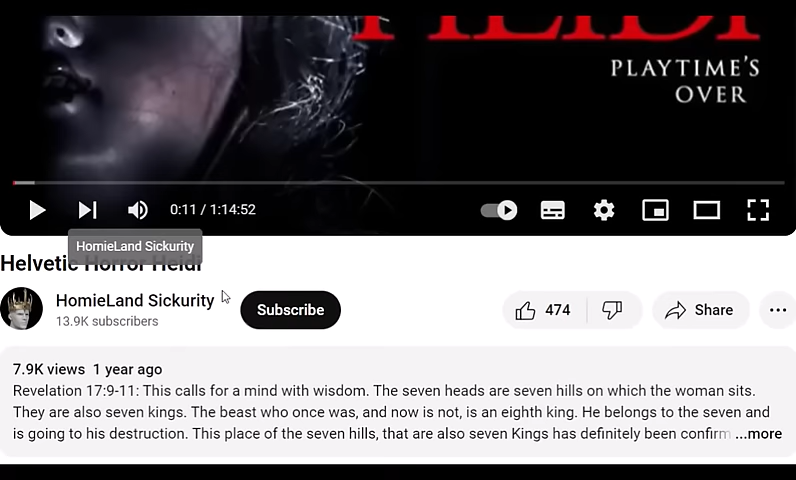 HEIDI
PLAYTIME'S
OVER
0:11 / 1:14:52
HomieLand Sickurity
Helvetic Horror Heidi
HomieLand Sickurity
13.9K subscribers
Subscribe
474
Share
7.9K views 1 year ago
Revelation 17:9-11: This calls for a mind with wisdom. The seven heads are seven hills on which the woman sits.
They are also seven kings. The beast who once was, and now is not, is an eighth king. He belongs to the seven and
is going to his destruction. This place of the seven hills, that are also seven Kings has definitely been confirm ...more